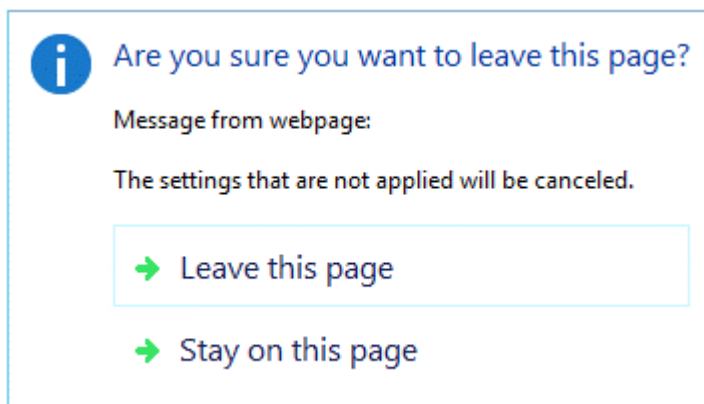 Are you sure you want to leave this page?
Message from webpage:
The settings that are not applied will be canceled.
Leave this page
Stay on this page